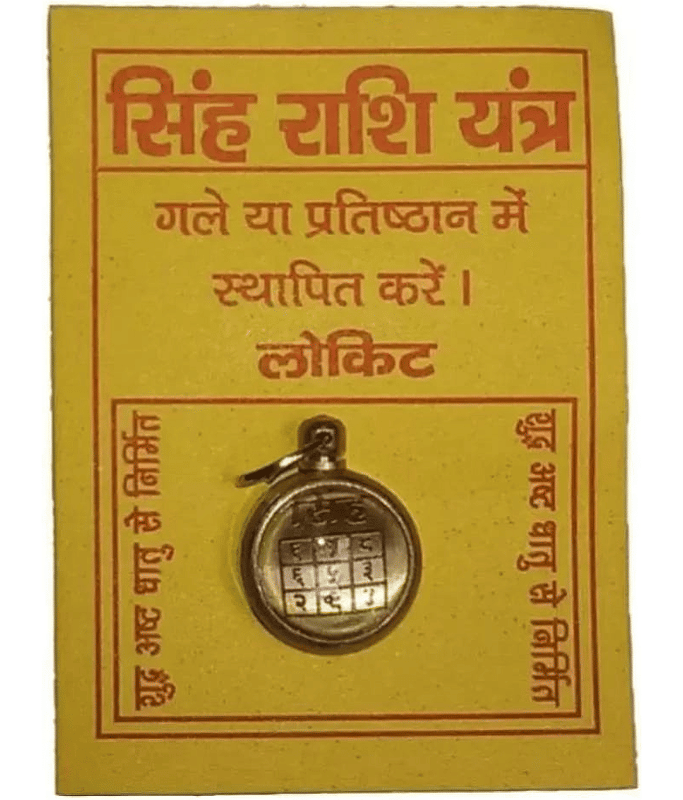 सिंह राशि यंत्र
गले या प्रतिष्ठान में
स्थापित करें।
लोकिट
शुद्ध अष्ट धातु से निर्मित
सिंह
शुद्ध अष्ट धातु से निर्मित